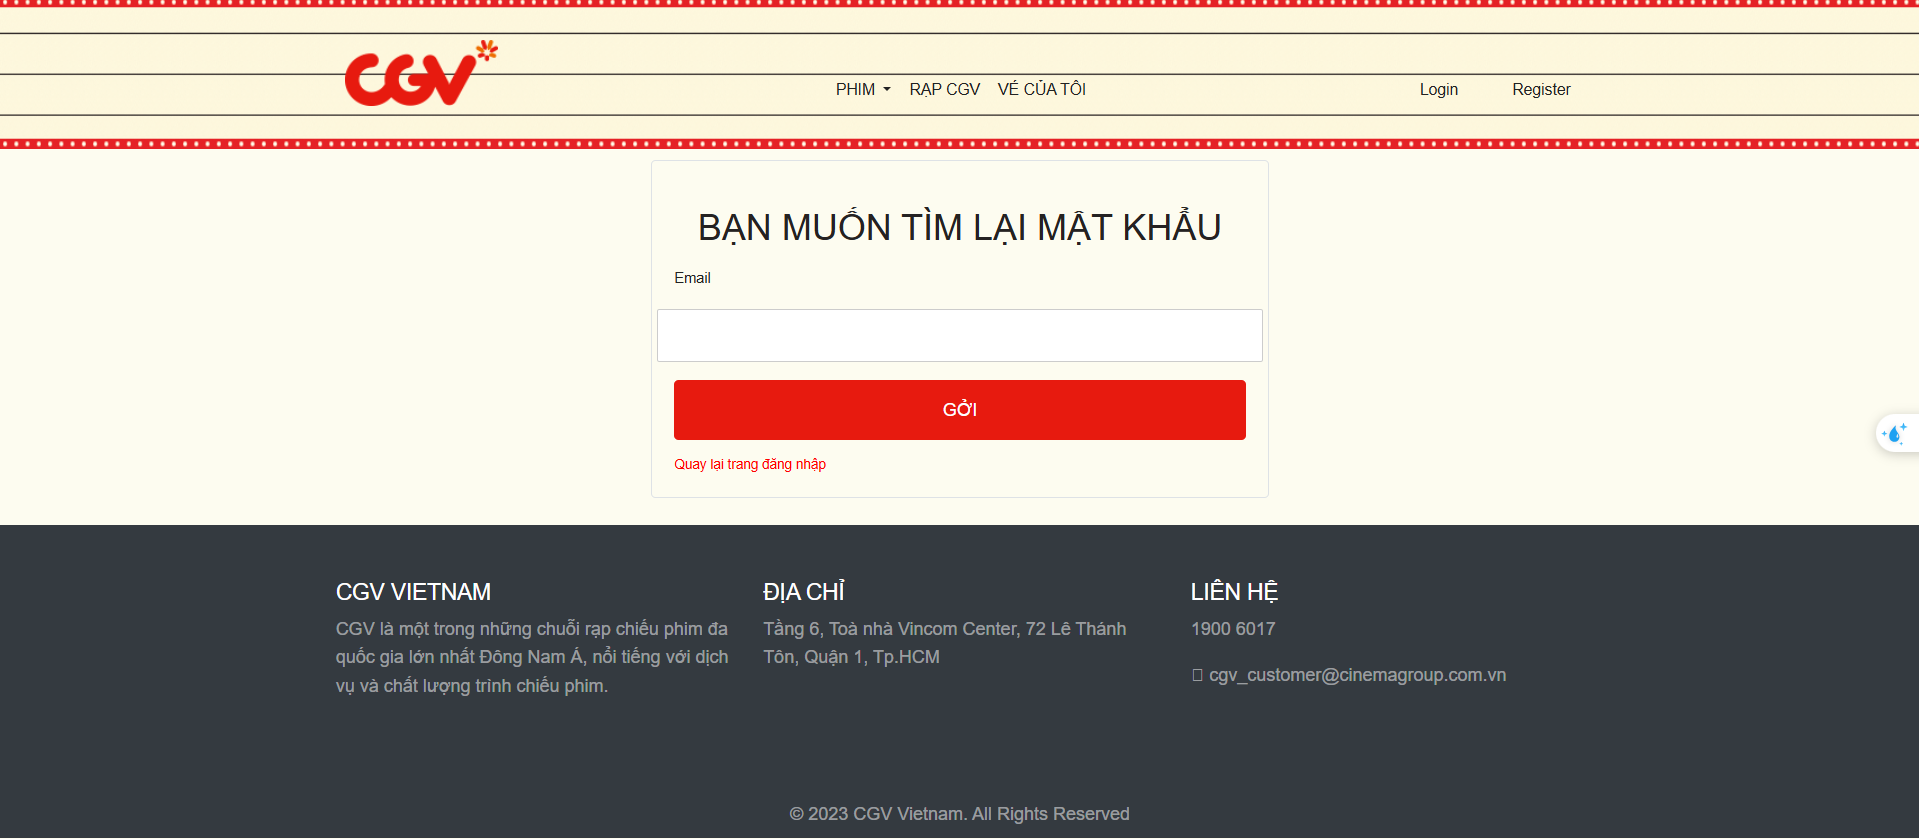 CGV
PHIM RẠP CGV VÉ CỦA TÔI Login Register
BẠN MUỐN TÌM LẠI MẬT KHẨU
Email
GỞI
Quay lại trang đăng nhập
CGV VIETNAM
CGV là một trong những chuỗi rạp chiếu phim đa
quốc gia lớn nhất Đông Nam Á, nổi tiếng với dịch
vụ và chất lượng trình chiếu phim.
ĐỊA CHỈ
Tầng 6, Toà nhà Vincom Center, 72 Lê Thánh
Tôn, Quận 1, Tp.HCM
LIÊN HỆ
1900 6017
cgv_customer@cinemagroup.com.vn
© 2023 CGV Vietnam. All Rights Reserved